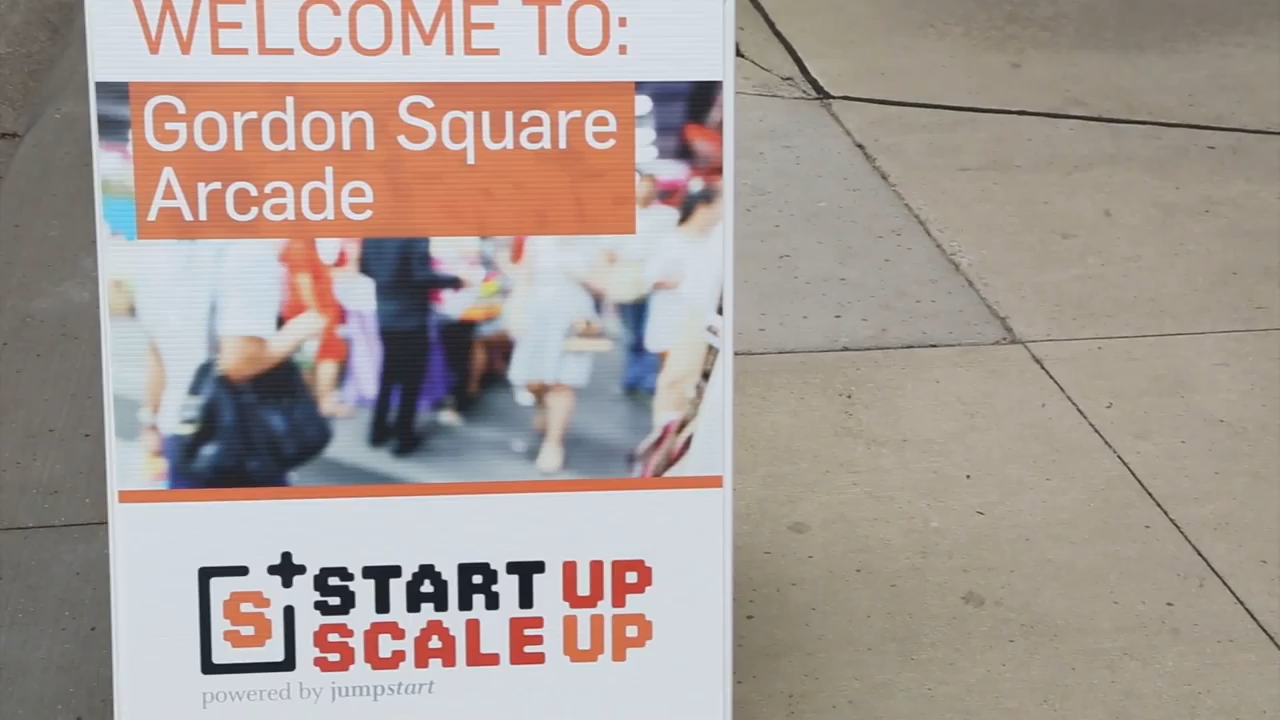 WELCOME TO:
Gordon Square
Arcade
S+ START UP
SCALE UP
powered by jumpstart